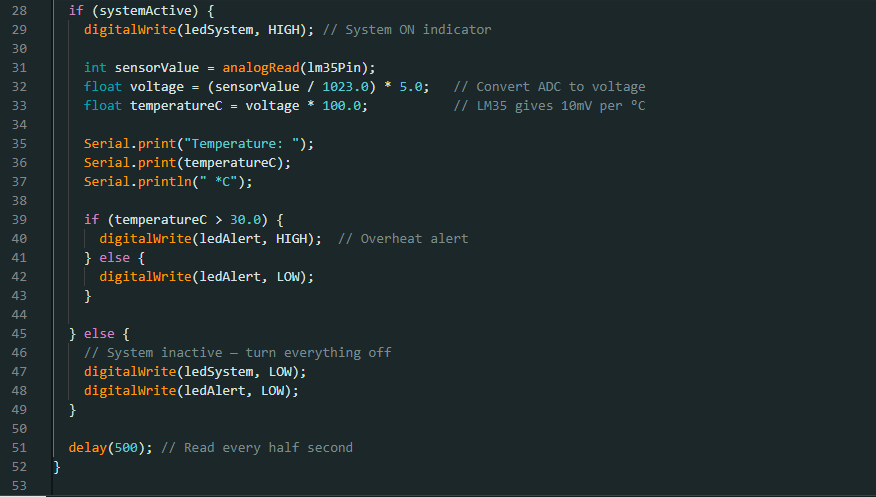 28 if (systemActive) {
29 digitalWrite(ledSystem, HIGH); // System ON indicator
30
31 int sensorValue = analogRead(lm35Pin);
32 float voltage = (sensorValue / 1023.0) * 5.0; // Convert ADC to voltage
33 float temperatureC = voltage * 100.0; // LM35 gives 10mV per °C
34
35 Serial.print("Temperature: ");
36 Serial.print(temperatureC);
37 Serial.println(" *C");
38
39 if (temperatureC > 30.0) {
40 digitalWrite(ledAlert, HIGH); // Overheat alert
41 } else {
42 digitalWrite(ledAlert, LOW);
43 }
44
45 } else {
46 // System inactive – turn everything off
47 digitalWrite(ledSystem, LOW);
48 digitalWrite(ledAlert, LOW);
49 }
50
51 delay(500); // Read every half second
52 }
53